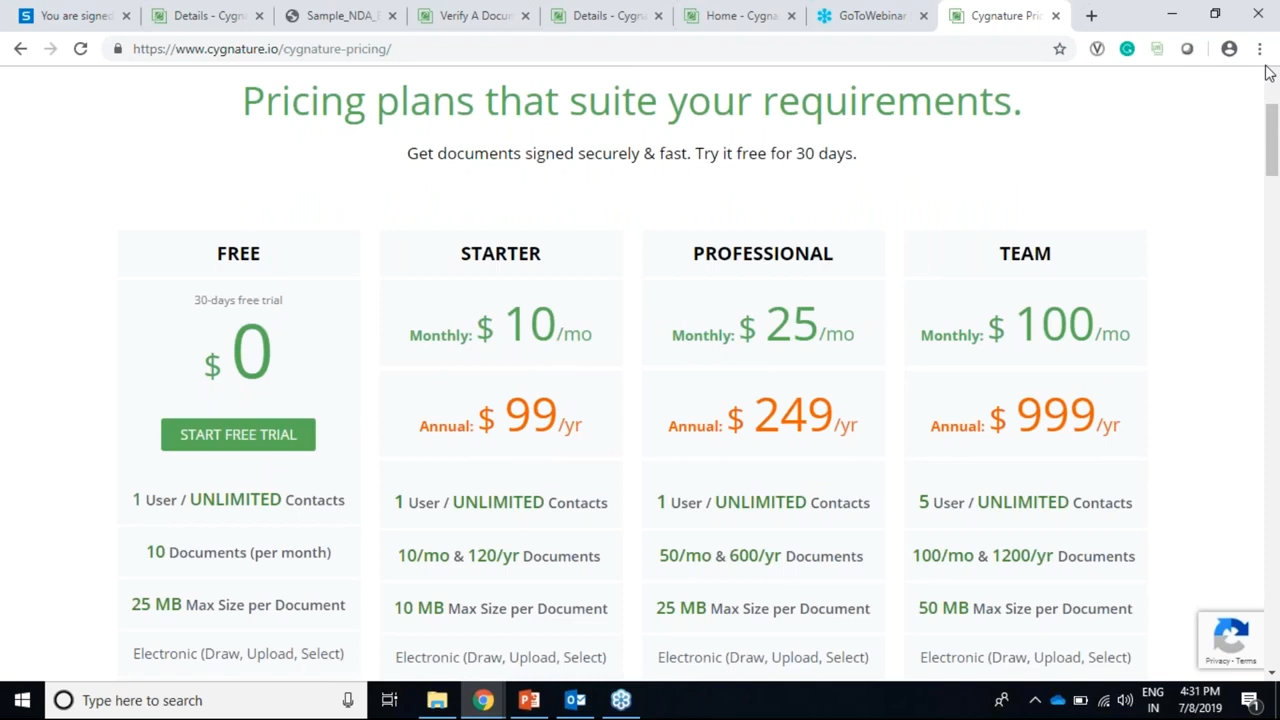 You are signed
Details - Cygn
Sample_NDA_
Verify A Docum
Details - Cygn
Home - Cygna
GoToWebinar
Cygnature Pric
https://www.cygnature.io/cygnature-pricing/
Pricing plans that suite your requirements.
Get documents signed securely & fast. Try it free for 30 days.
FREE
30-days free trial
$ 0
START FREE TRIAL
1 User / UNLIMITED Contacts
10 Documents (per month)
25 MB Max Size per Document
Electronic (Draw, Upload, Select)
STARTER
Monthly: $ 10/mo
Annual: $ 99/yr
1 User / UNLIMITED Contacts
10/mo & 120/yr Documents
10 MB Max Size per Document
Electronic (Draw, Upload, Select)
PROFESSIONAL
Monthly: $ 25/mo
Annual: $ 249/yr
1 User / UNLIMITED Contacts
50/mo & 600/yr Documents
25 MB Max Size per Document
Electronic (Draw, Upload, Select)
TEAM
Monthly: $ 100/mo
Annual: $ 999/yr
5 User / UNLIMITED Contacts
100/mo & 1200/yr Documents
50 MB Max Size per Document
Electronic (Draw, Upload, Select)
Privacy - Terms
Type here to search
ENG
IN
4:31 PM
7/8/2019
1